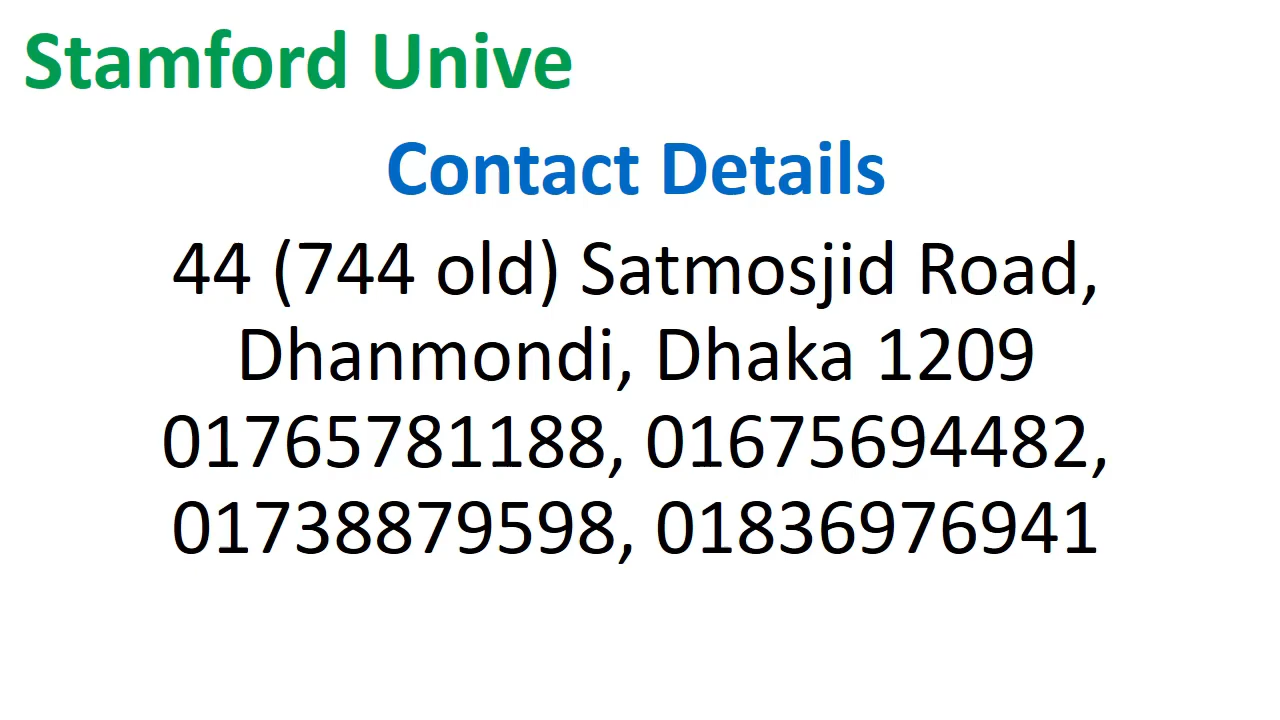 Stamford Unive
Contact Details
44 (744 old) Satmosjid Road,
Dhanmondi, Dhaka 1209
01765781188, 01675694482,
01738879598, 01836976941